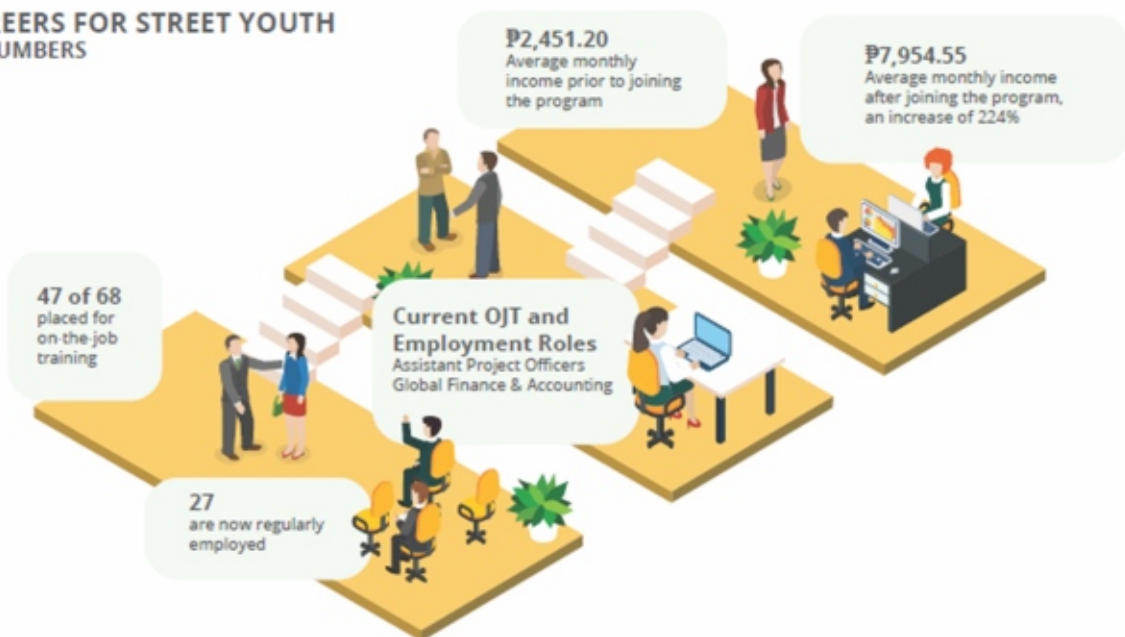 EERS FOR STREET YOUTH
UMBERS
₱2,451.20
Average monthly
income prior to joining
the program
₱7,954.55
Average monthly income
after joining the program,
an increase of 224%
47 of 68
placed for
on-the-job
training
Current OJT and
Employment Roles
Assistant Project Officers
Global Finance & Accounting
27
are now regularly
employed